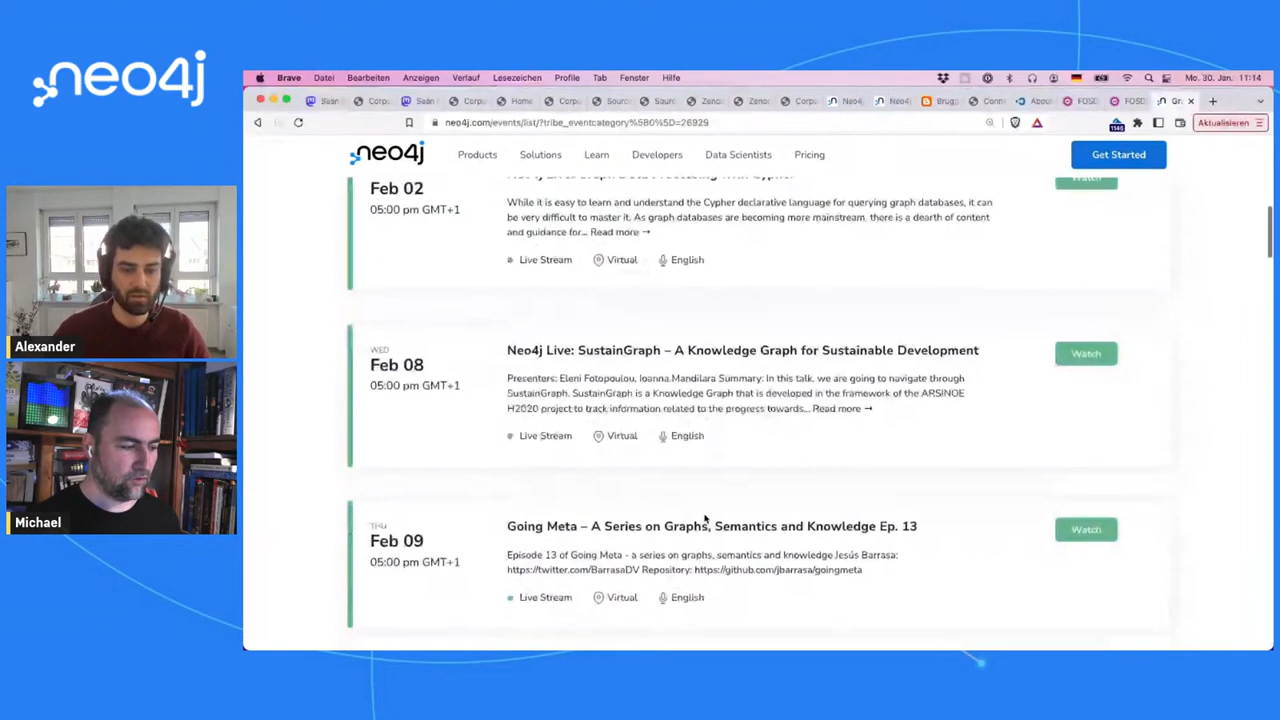 neo4j
Brave Datei Bearbeiten Anzeigen Verlauf Lesezeichen Profile Tab Fenster Hilfe
Mo. 30. Jan. 11:14
neo4j.com/events/list/?tribe_eventcategory%5B0%5D=26929
1146
Aktualisieren
neo4j
Products Solutions Learn Developers Data Scientists Pricing
Get Started
Feb 02
05:00 pm GMT+1
Watch
While it is easy to learn and understand the Cypher declarative language for querying graph databases, it can
be very difficult to master it. As graph databases are becoming more mainstream, there is a dearth of content
and guidance for... Read more →
Live Stream Virtual English
WED
Feb 08
05:00 pm GMT+1
Neo4j Live: SustainGraph – A Knowledge Graph for Sustainable Development
Watch
Presenters: Eleni Fotopoulou, Ioanna Mandilara Summary: In this talk, we are going to navigate through
SustainGraph. SustainGraph is a Knowledge Graph that is developed in the framework of the ARSINOE
H2020 project to track information related to the progress towards... Read more →
Live Stream Virtual English
THU
Feb 09
05:00 pm GMT+1
Going Meta – A Series on Graphs, Semantics and Knowledge Ep. 13
Watch
Episode 13 of Going Meta - a series on graphs, semantics and knowledge Jesús Barrasa:
https://twitter.com/BarrasaDV Repository: https://github.com/jbarrasa/goingmeta
Live Stream Virtual English
Alexander
Michael